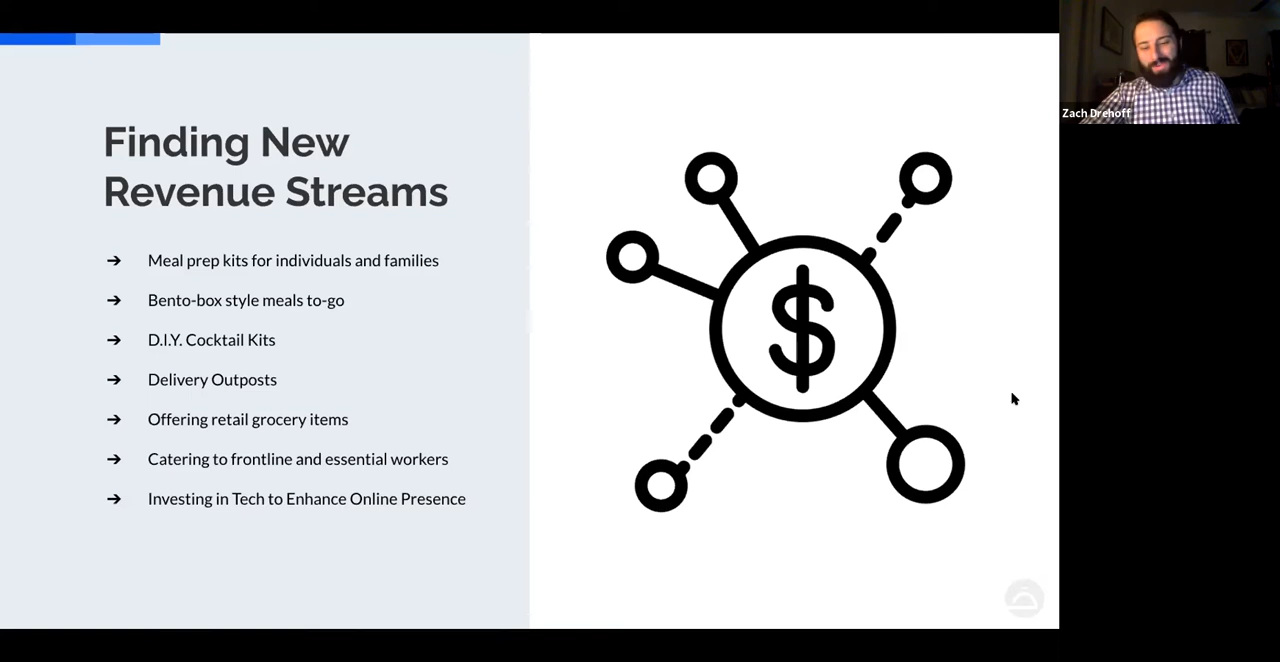 Finding New
Revenue Streams
➔ Meal prep kits for individuals and families
➔ Bento-box style meals to-go
➔ D.I.Y. Cocktail Kits
➔ Delivery Outposts
➔ Offering retail grocery items
➔ Catering to frontline and essential workers
➔ Investing in Tech to Enhance Online Presence
$
Zach Drehoff